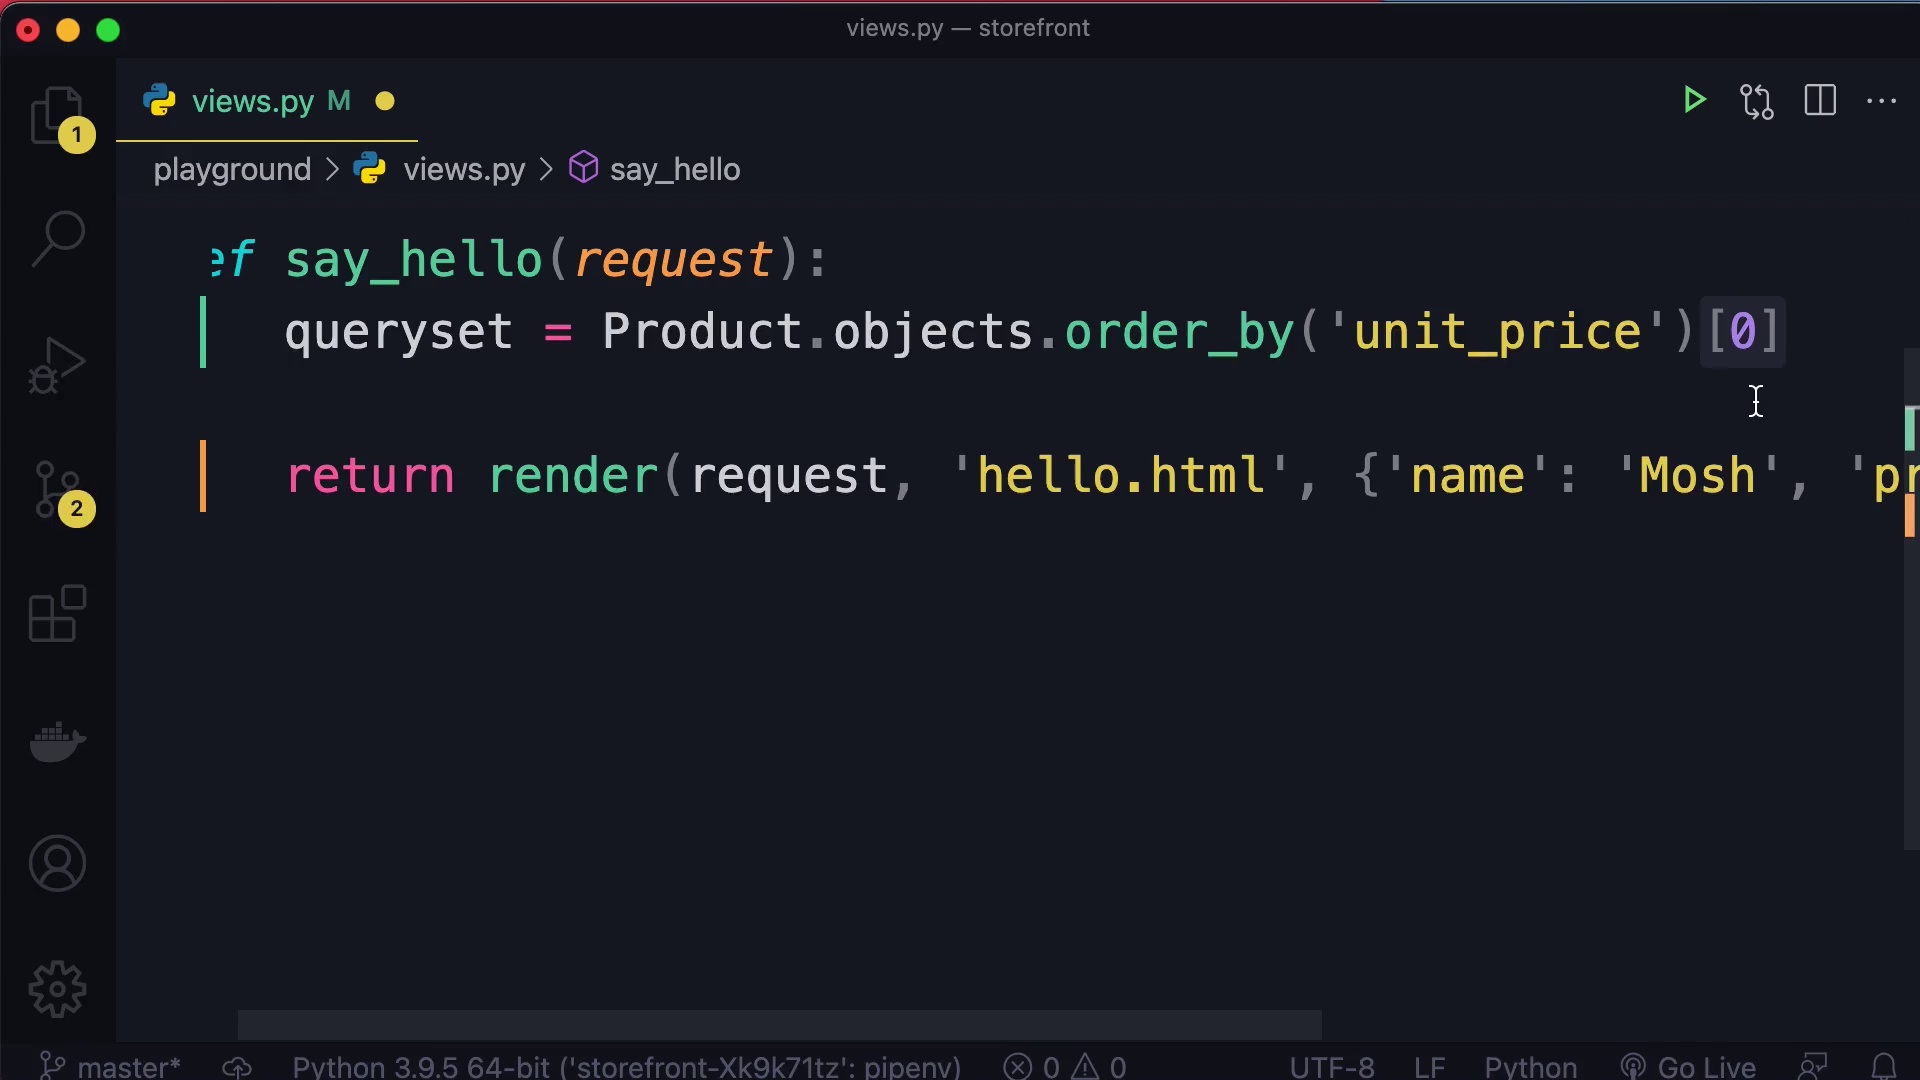 views.py — storefront
views.py M
1
playground > views.py > say_hello
ef say_hello(request):
queryset = Product.objects.order_by('unit_price')[0]
return render(request, 'hello.html', {'name': 'Mosh', 'pr
2
master* Python 3.9.5 64-bit ('storefront-Xk9k71tz': pipenv) 0 0 UTF-8 LF Python Go Live